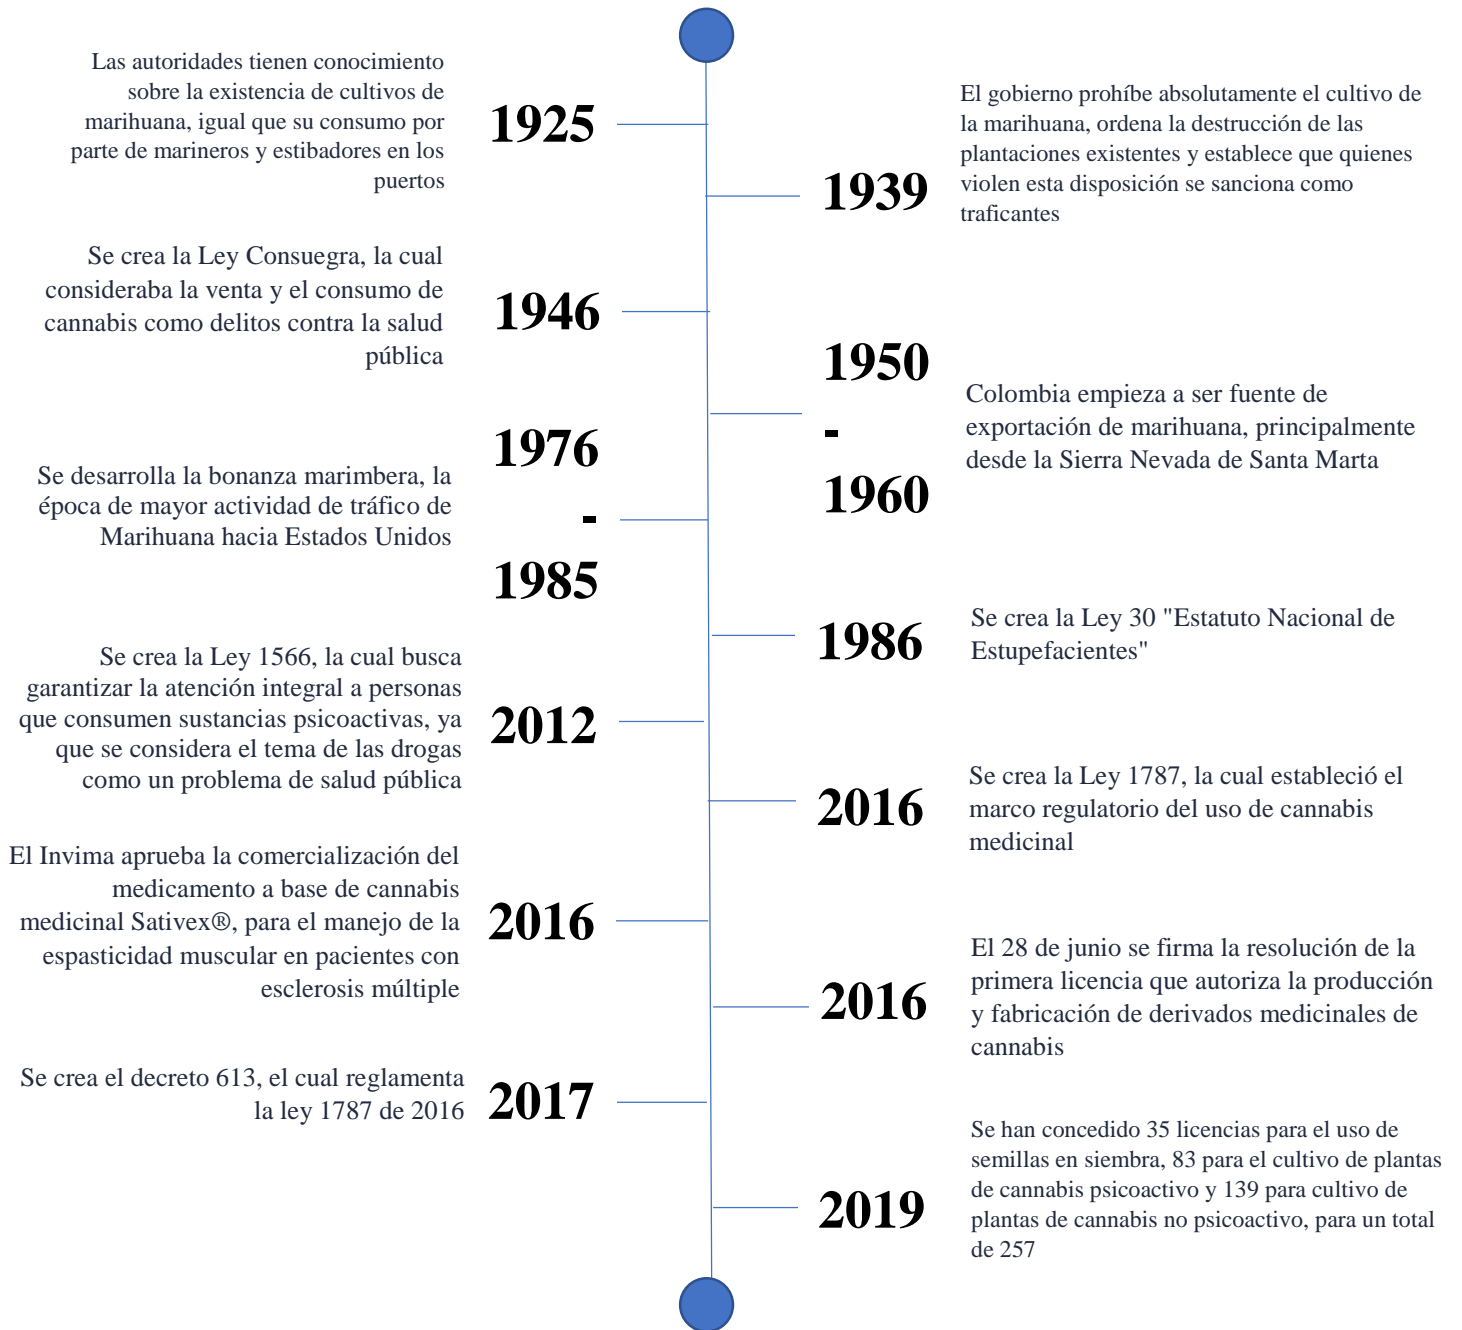 Las autoridades tienen conocimiento
sobre la existencia de cultivos de
marihuana, igual que su consumo por
parte de marineros y estibadores en los
puertos
1925
El gobierno prohíbe absolutamente el cultivo de
la marihuana, ordena la destrucción de las
plantaciones existentes y establece que quienes
violen esta disposición se sanciona como
traficantes
1939
Se crea la Ley Consuegra, la cual
consideraba la venta y el consumo de
cannabis como delitos contra la salud
pública
1946
1950
-
1960
Colombia empieza a ser fuente de
exportación de marihuana, principalmente
desde la Sierra Nevada de Santa Marta
Se desarrolla la bonanza marimbera, la
época de mayor actividad de tráfico de
Marihuana hacia Estados Unidos
1976
-
1985
1986
Se crea la Ley 30 "Estatuto Nacional de
Estupefacientes"
Se crea la Ley 1566, la cual busca
garantizar la atención integral a personas
que consumen sustancias psicoactivas, ya
que se considera el tema de las drogas
como un problema de salud pública
2012
2016
Se crea la Ley 1787, la cual estableció el
marco regulatorio del uso de cannabis
medicinal
El Invima aprueba la comercialización del
medicamento a base de cannabis
medicinal Sativex®, para el manejo de la
espasticidad muscular en pacientes con
esclerosis múltiple
2016
2016
El 28 de junio se firma la resolución de la
primera licencia que autoriza la producción
y fabricación de derivados medicinales de
cannabis
Se crea el decreto 613, el cual reglamenta
la ley 1787 de 2016
2017
2019
Se han concedido 35 licencias para el uso de
semillas en siembra, 83 para el cultivo de plantas
de cannabis psicoactivo y 139 para cultivo de
plantas de cannabis no psicoactivo, para un total
de 257